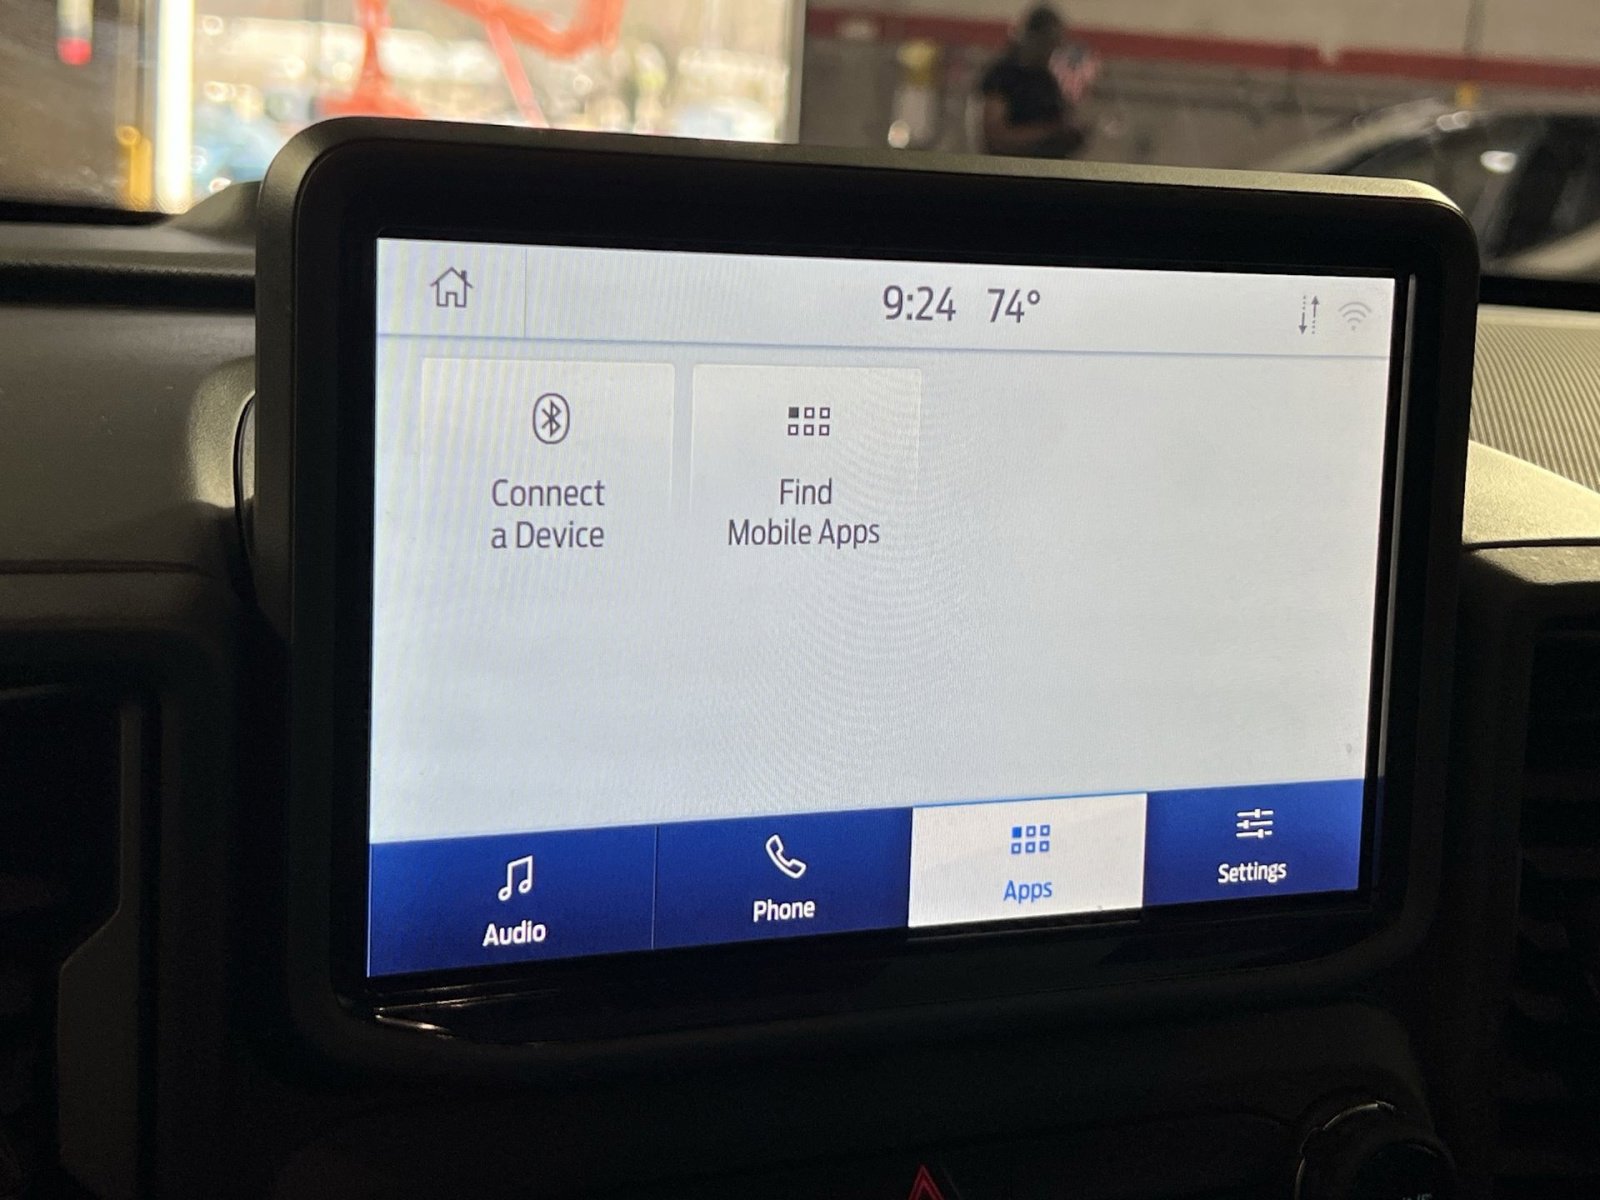 9:24 74°
Connect
a Device
Find
Mobile Apps
Audio
Phone
Apps
Settings